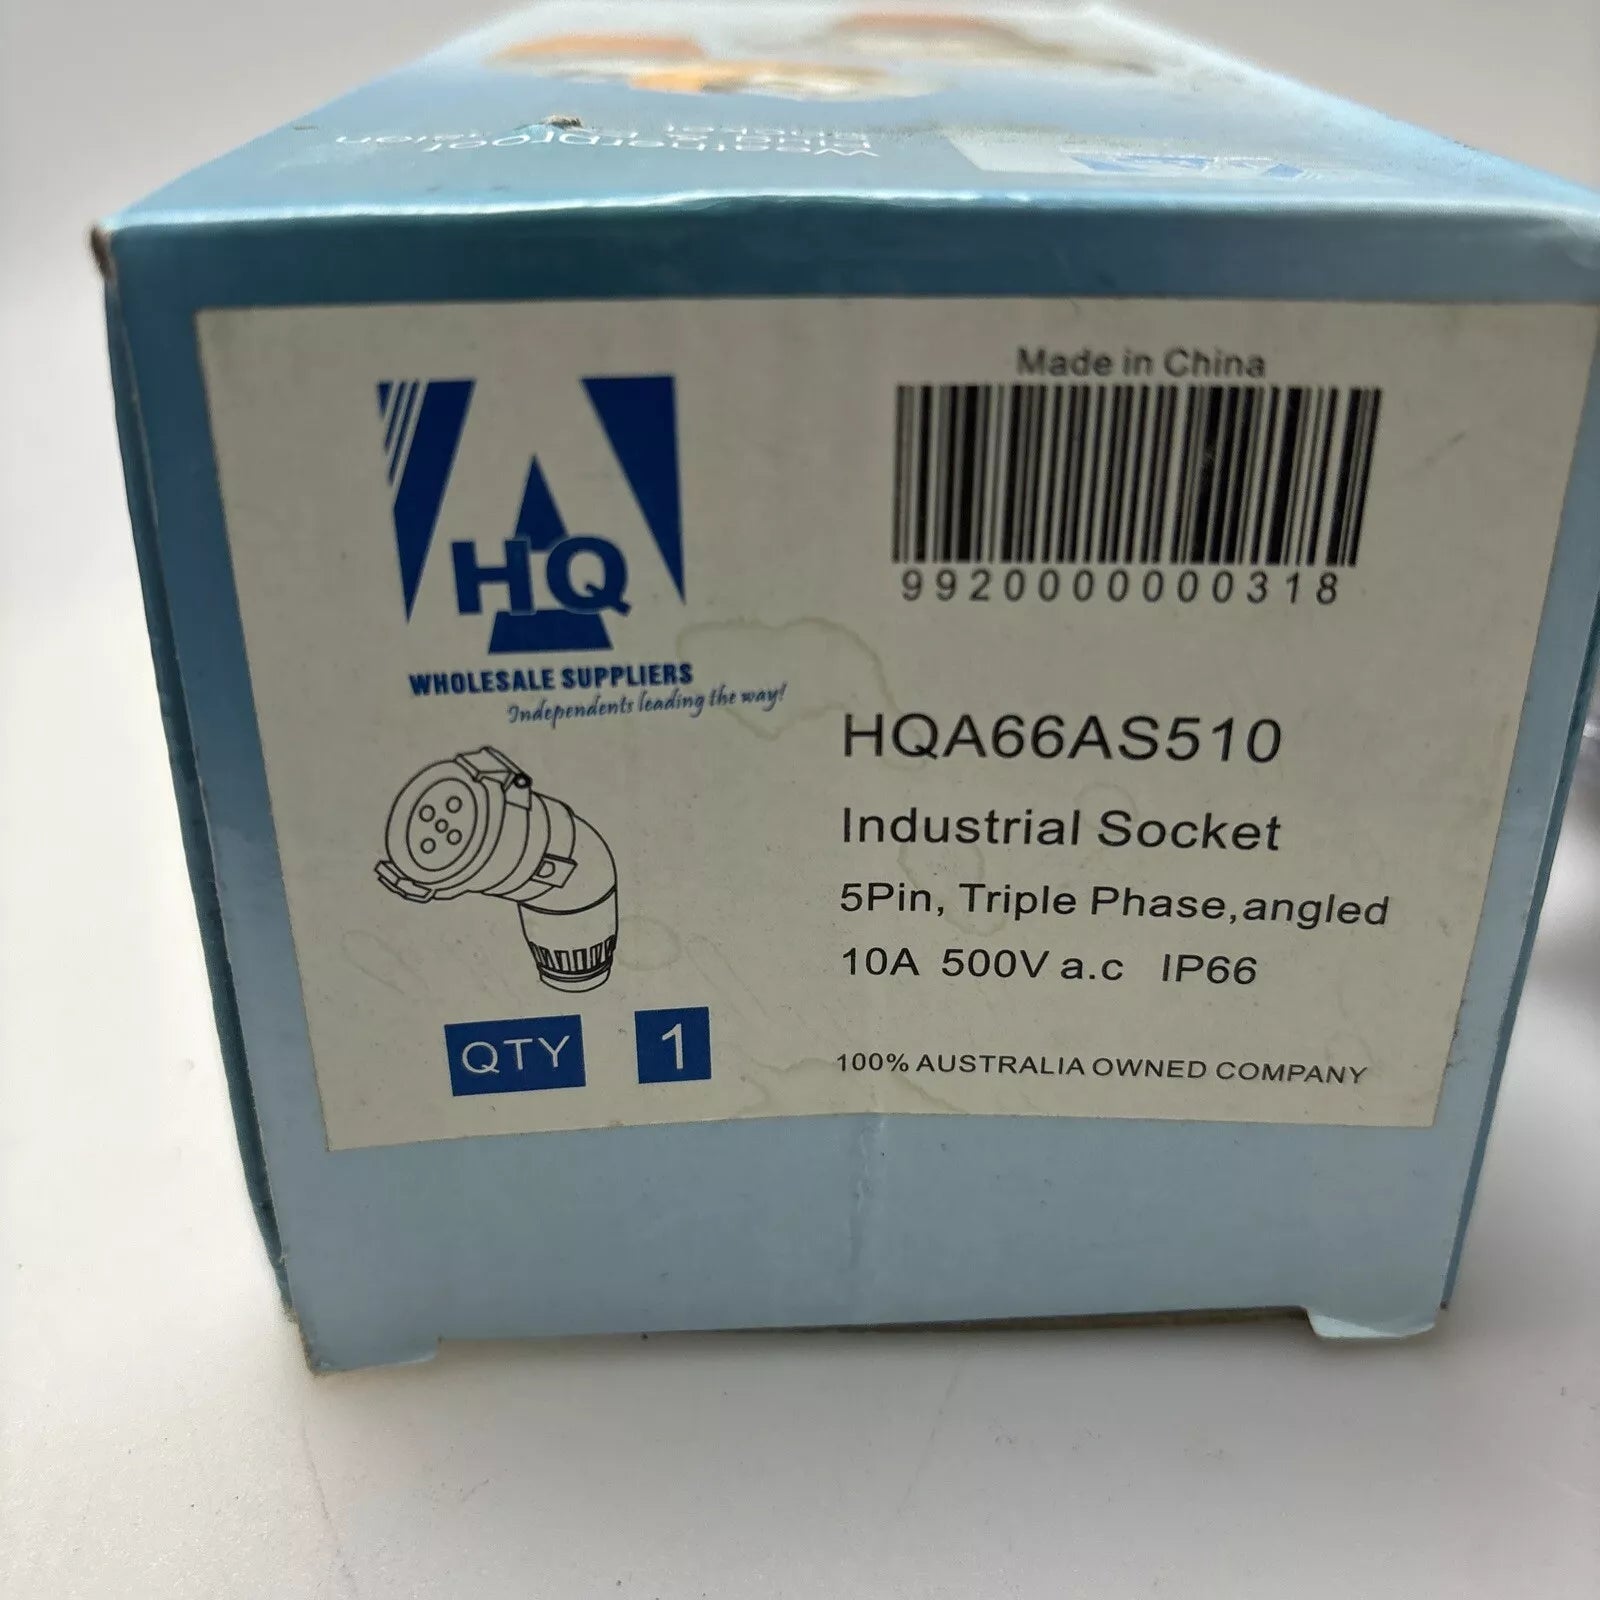 Made in China
9920000000318
HQ
WHOLESALE SUPPLIERS
Independents leading the way!
HQA66AS510
Industrial Socket
5Pin, Triple Phase,angled
10A 500V a.c IP66
QTY 1
100% AUSTRALIA OWNED COMPANY